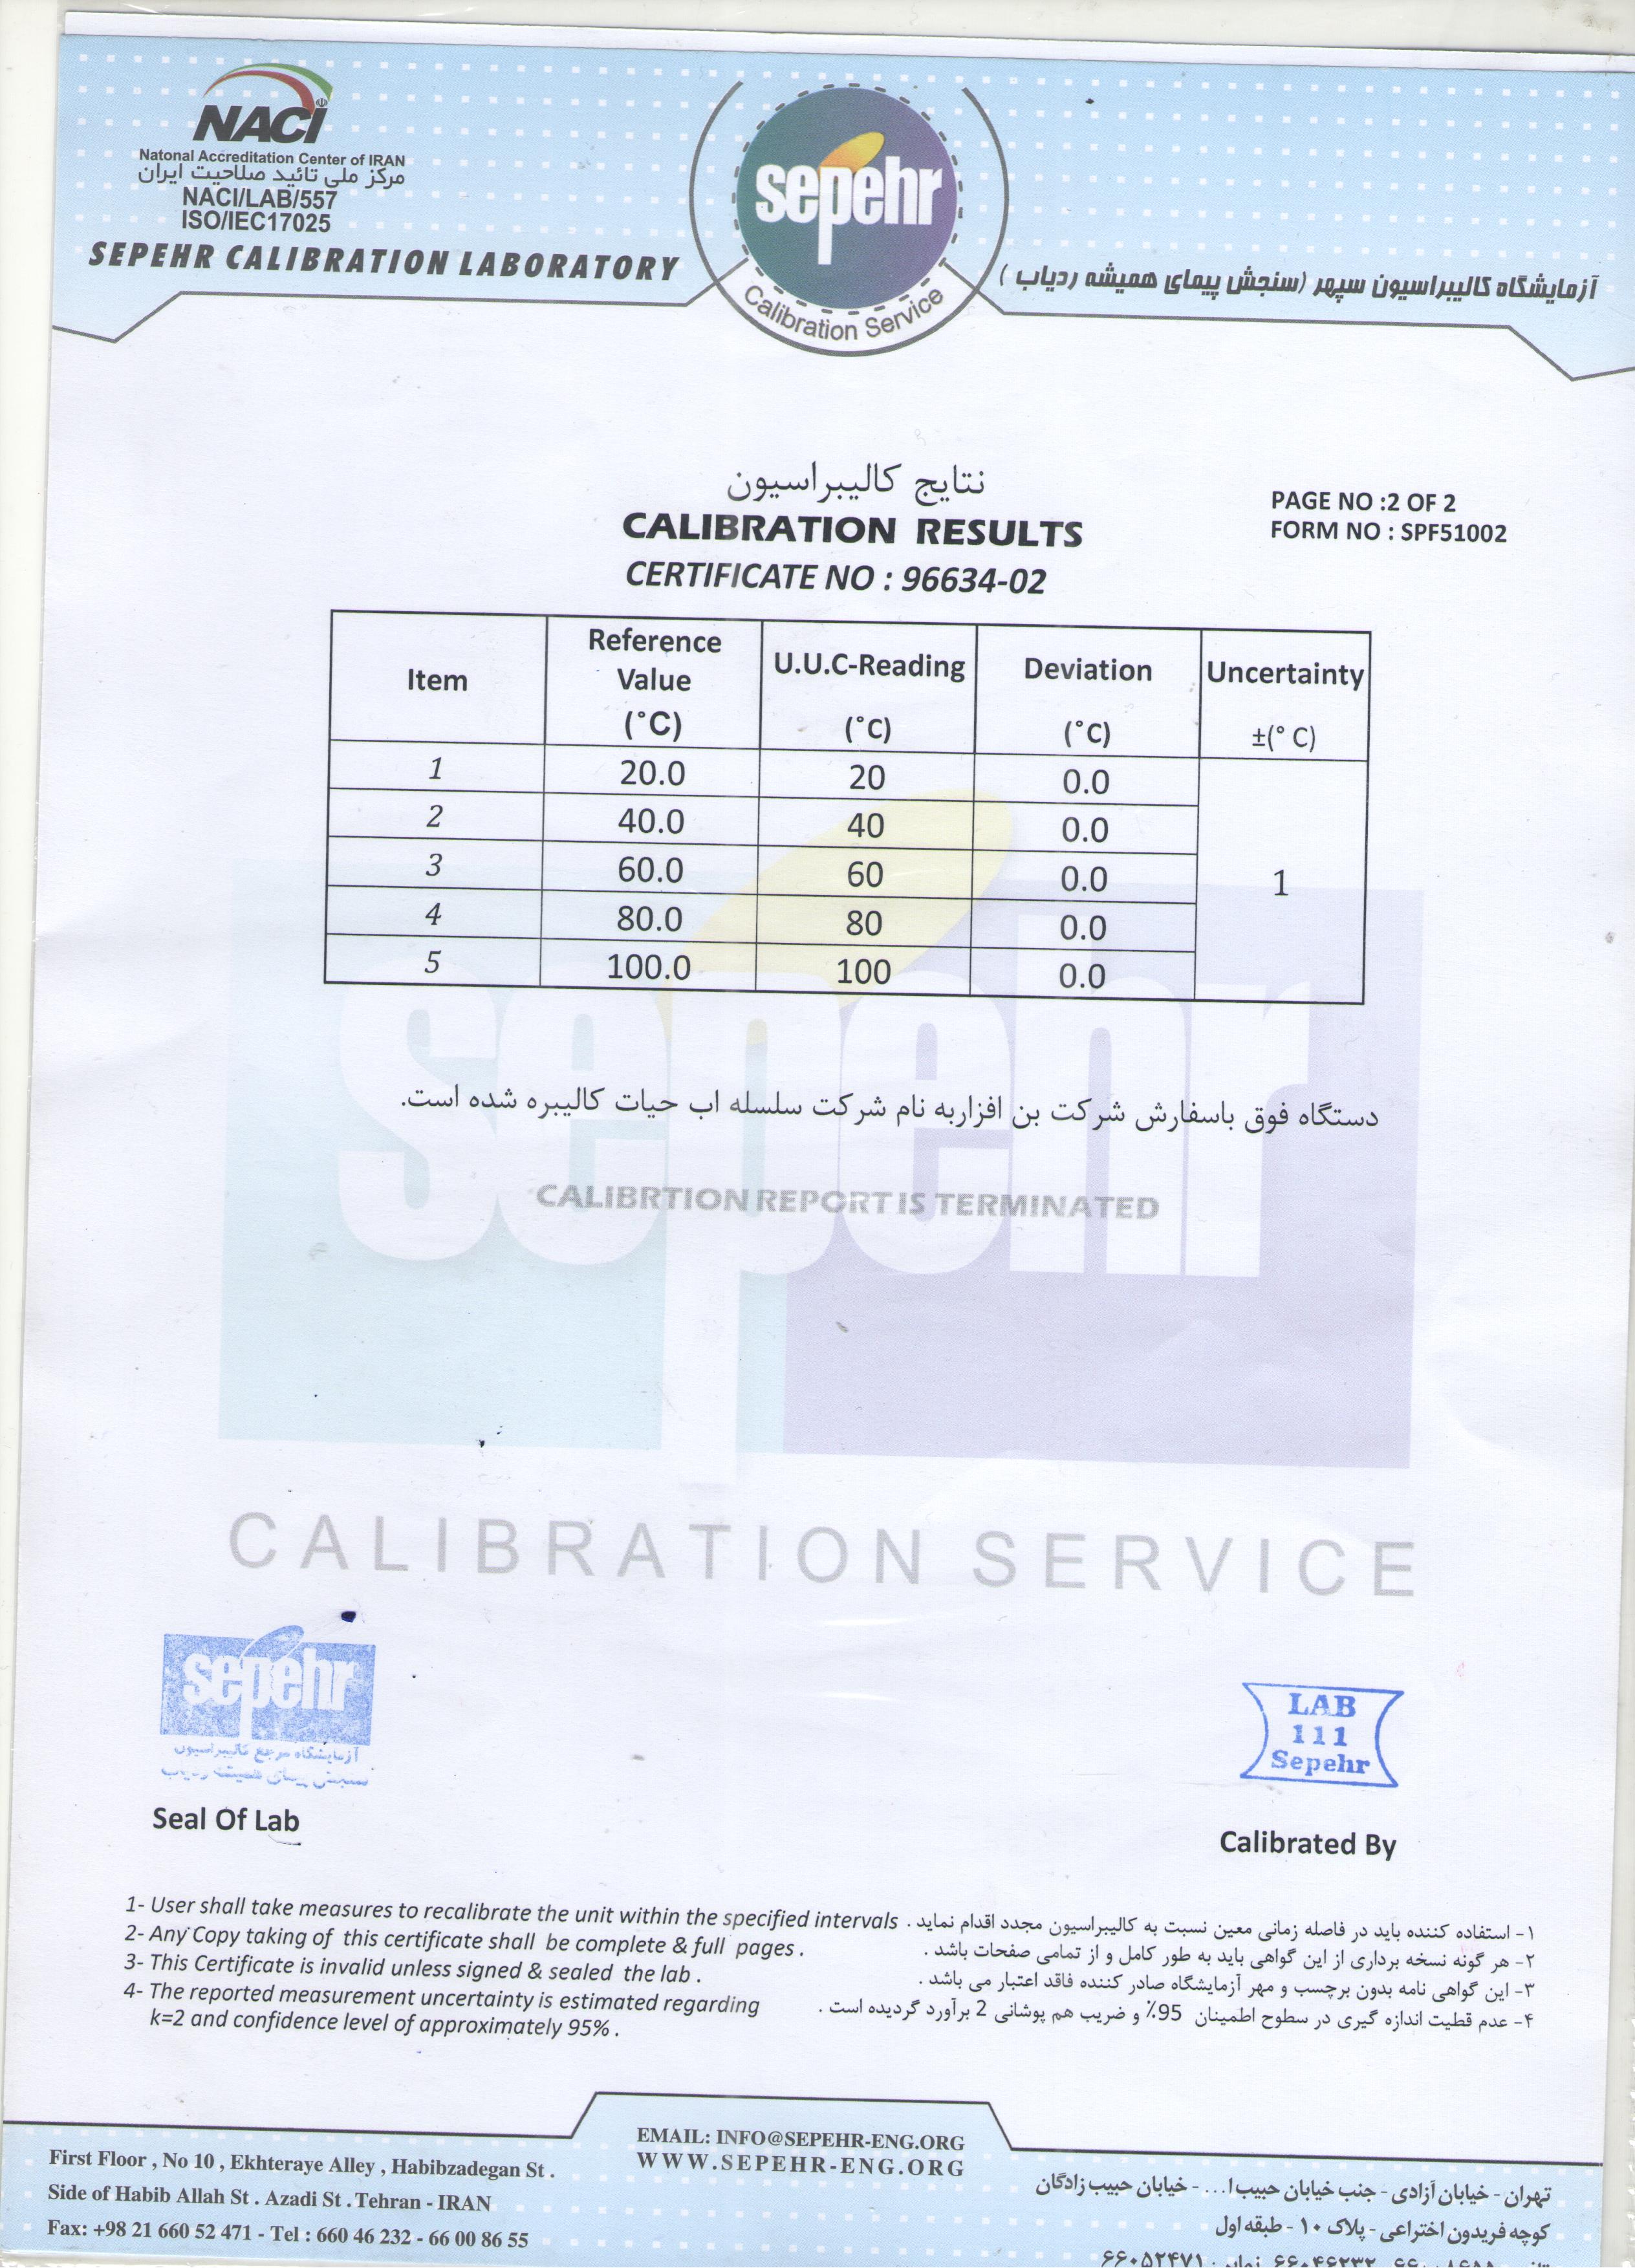 NACI
Natonal Accreditation Center of IRAN
مرکز ملی تائید صلاحیت ایران
NACI/LAB/557
ISO/IEC17025
SEPEHR CALIBRATION LABORATORY
sepehr
Calibration Service
آزمایشگاه کالیبراسیون سپهر (سنجش پیمای همیشه ردیاب )
نتایج کالیبراسیون
CALIBRATION RESULTS
CERTIFICATE NO : 96634-02
PAGE NO :2 OF 2
FORM NO : SPF51002
Item Reference Value (°C) U.U.C-Reading (°C) Deviation (°C) Uncertainty ±(° C)
1 20.0 20 0.0
2 40.0 40 0.0
3 60.0 60 0.0 1
4 80.0 80 0.0
5 100.0 100 0.0
دستگاه فوق باسفارش شرکت بن افزاربه نام شرکت سلسله اب حیات کالیبره شده است.
CALIBRTION REPORT IS TERMINATED
sepehr
CALIBRATION SERVICE
sepehr
آزمایشگاه مرجع کالیبراسیون
Seal Of Lab
LAB
111
Sepehr
Calibrated By
1- User shall take measures to recalibrate the unit within the specified intervals .
2- Any Copy taking of this certificate shall be complete & full pages .
3- This Certificate is invalid unless signed & sealed the lab .
4- The reported measurement uncertainty is estimated regarding
k=2 and confidence level of approximately 95% .
۱- استفاده کننده باید در فاصله زمانی معین نسبت به کالیبراسیون مجدد اقدام نماید .
۲- هر گونه نسخه برداری از این گواهی باید به طور کامل و از تمامی صفحات باشد .
۳- این گواهی نامه بدون برچسب و مهر آزمایشگاه صادر کننده فاقد اعتبار می باشد .
۴- عدم قطیت اندازه گیری در سطوح اطمینان 95٪ و ضریب هم پوشانی 2 برآورد گردیده است .
First Floor , No 10 , Ekhteraye Alley , Habibzadegan St .
Side of Habib Allah St . Azadi St . Tehran - IRAN
Fax: +98 21 660 52 471 - Tel : 660 46 232 - 66 00 86 55
EMAIL: INFO@SEPEHR-ENG.ORG
WWW.SEPEHR-ENG.ORG
تهران - خیابان آزادی - جنب خیابان حبیب ا... - خیابان حبیب زادگان
کوچه فریدون اختراعی - پلاک ۱۰ - طبقه اول